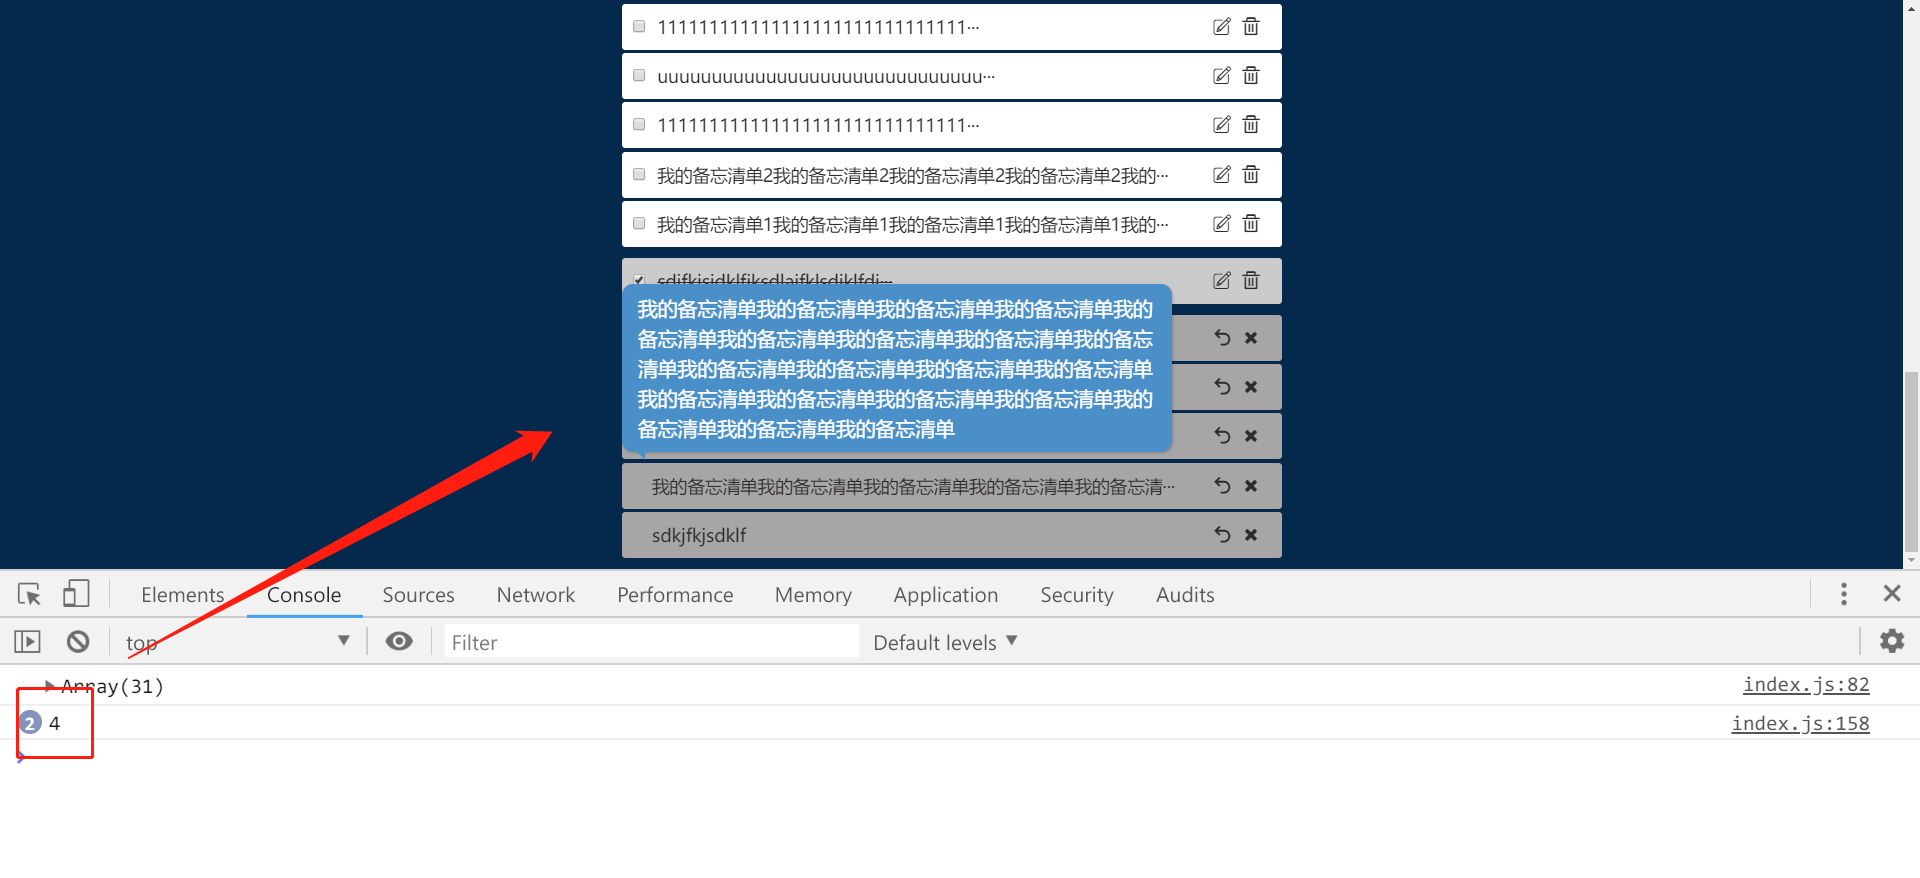 11111111111111111111111111111···
uuuuuuuuuuuuuuuuuuuuuuuuuuuuu···
11111111111111111111111111111···
我的备忘清单2我的备忘清单2我的备忘清单2我的备忘清单2我的···
我的备忘清单1我的备忘清单1我的备忘清单1我的备忘清单1我的···
我的备忘清单我的备忘清单我的备忘清单我的备忘清单我的
备忘清单我的备忘清单我的备忘清单我的备忘清单我的备忘
清单我的备忘清单我的备忘清单我的备忘清单我的备忘清单
我的备忘清单我的备忘清单我的备忘清单我的备忘清单我的
备忘清单我的备忘清单我的备忘清单
我的备忘清单我的备忘清单我的备忘清单我的备忘清单我的备忘清···
sdkjfkjsdklf
Elements Console Sources Network Performance Memory Application Security Audits
top Filter Default levels
Array(31) index.js:82
2 4 index.js:158